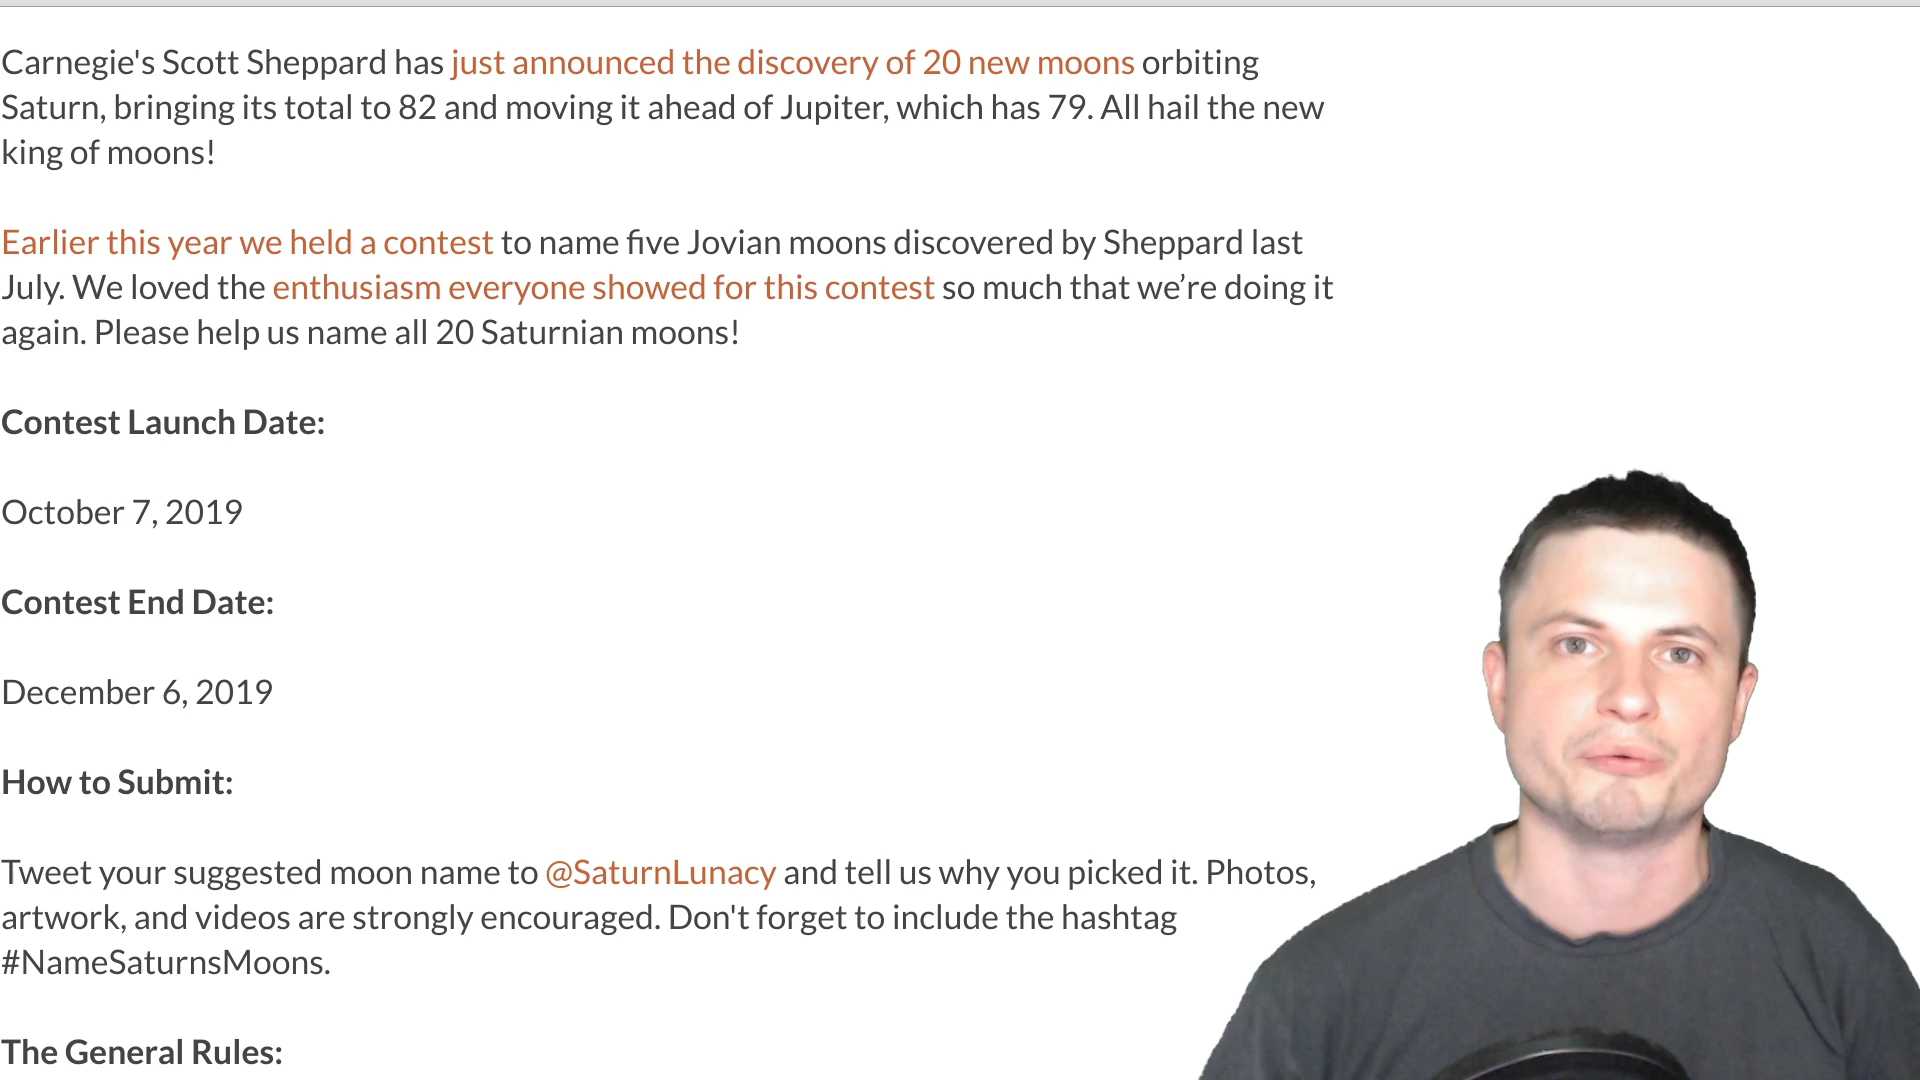 Carnegie's Scott Sheppard has just announced the discovery of 20 new moons orbiting
Saturn, bringing its total to 82 and moving it ahead of Jupiter, which has 79. All hail the new
king of moons!
Earlier this year we held a contest to name five Jovian moons discovered by Sheppard last
July. We loved the enthusiasm everyone showed for this contest so much that we’re doing it
again. Please help us name all 20 Saturnian moons!
Contest Launch Date:
October 7, 2019
Contest End Date:
December 6, 2019
How to Submit:
Tweet your suggested moon name to @SaturnLunacy and tell us why you picked it. Photos,
artwork, and videos are strongly encouraged. Don't forget to include the hashtag
#NameSaturnsMoons.
The General Rules: